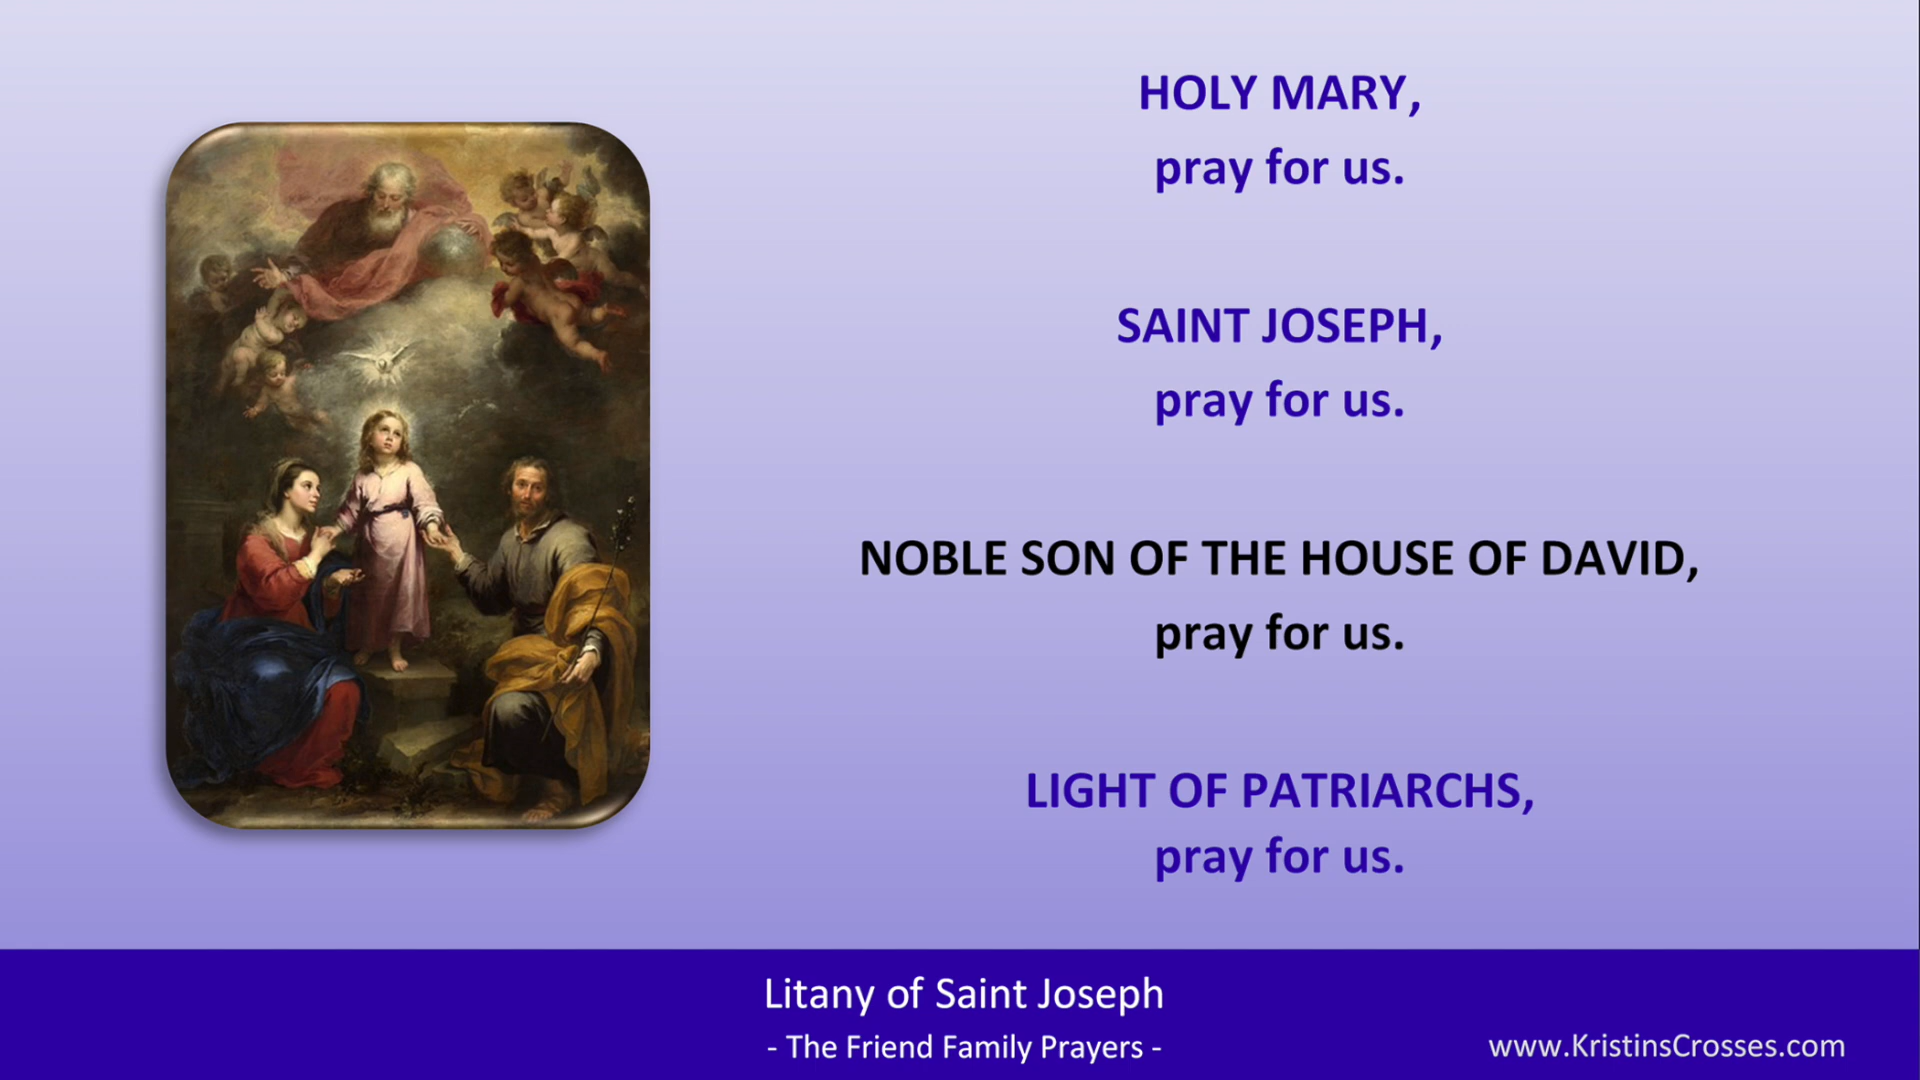 HOLY MARY,
pray for us.
SAINT JOSEPH,
pray for us.
NOBLE SON OF THE HOUSE OF DAVID,
pray for us.
LIGHT OF PATRIARCHS,
pray for us.
Litany of Saint Joseph
- The Friend Family Prayers -
www.KristinsCrosses.com